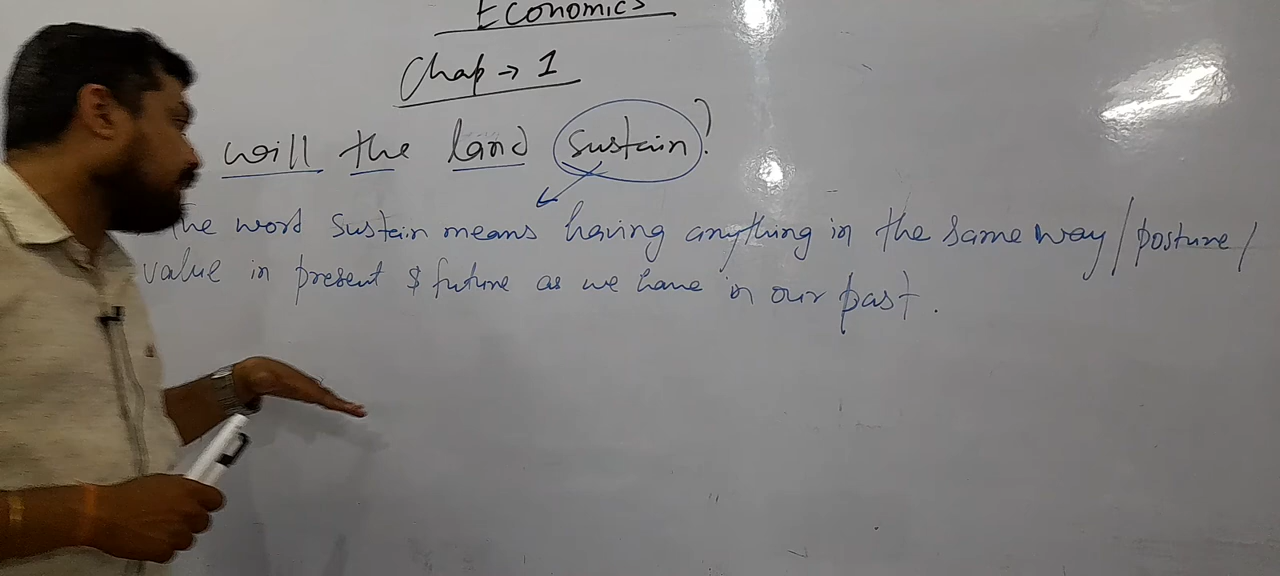 Economics
Chap → 1
will the land sustain?
The word sustain means having anything in the same way/posture/
value in present & future as we have in our past.